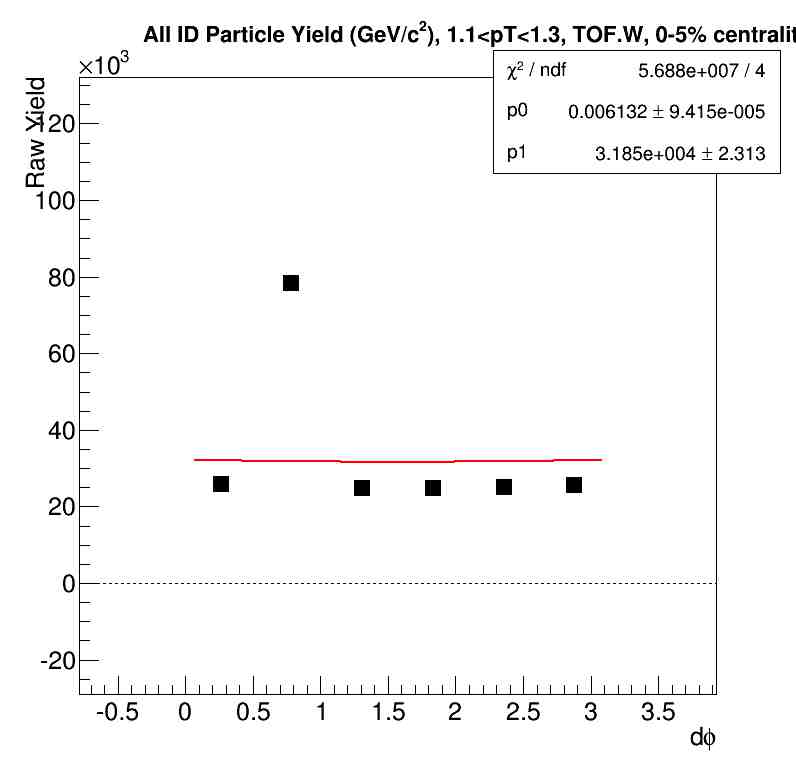 All ID Particle Yield (GeV/c²), 1.1<pT<1.3, TOF.W, 0-5% centralit
×10³
χ² / ndf 5.688e+007 / 4
p0 0.006132 ± 9.415e-005
p1 3.185e+004 ± 2.313
Raw Yield
120
100
80
60
40
20
0
-20
-0.5 0 0.5 1 1.5 2 2.5 3 3.5
dϕ